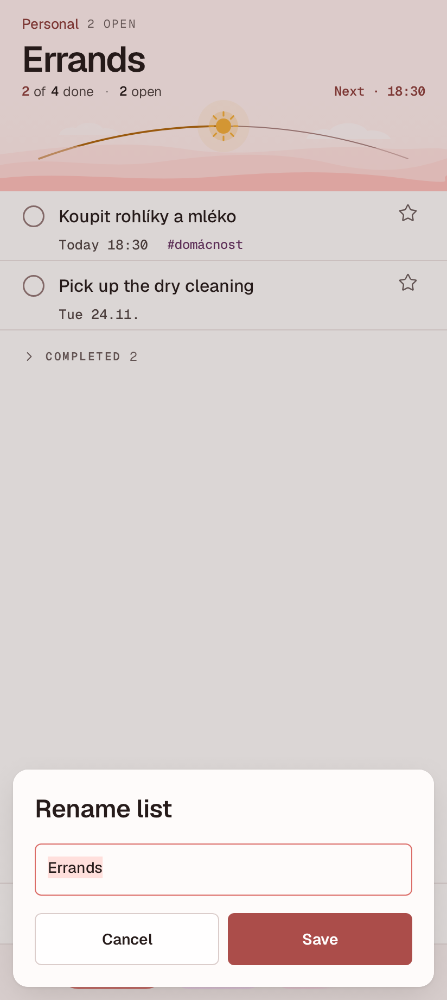 Personal 2 OPEN
Errands
2 of 4 done · 2 open
Next · 18:30
Koupit rohlíky a mléko
Today 18:30 #domácnost
Pick up the dry cleaning
Tue 24.11.
COMPLETED 2
Rename list
Errands
Cancel Save